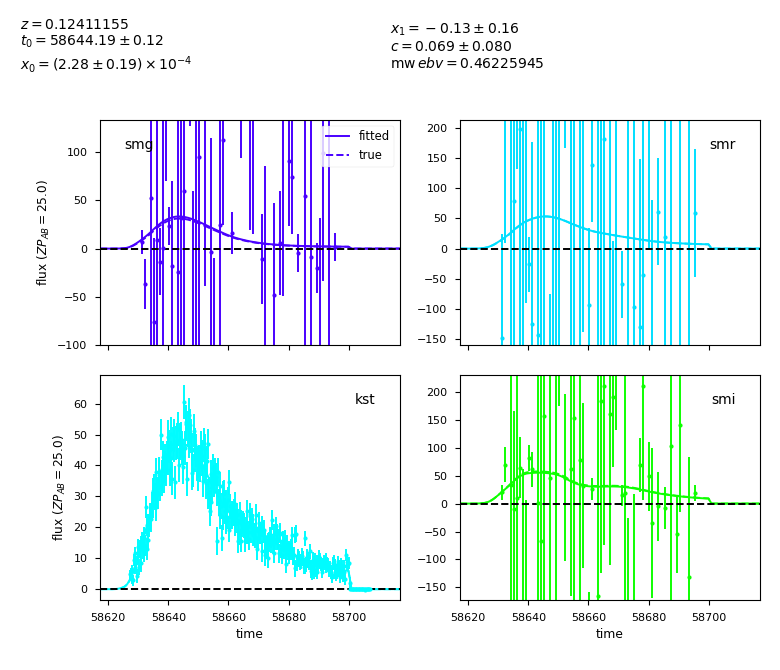 z = 0.12411155
t₀ = 58644.19 ± 0.12
x₀ = (2.28 ± 0.19) × 10⁻⁴
x₁ = −0.13 ± 0.16
c = 0.069 ± 0.080
mw ebv = 0.46225945
smg
fitted
true
100
50
0
−50
−100
flux (ZP_AB = 25.0)
smr
200
150
100
50
0
−50
−100
−150
kst
60
50
40
30
20
10
0
flux (ZP_AB = 25.0)
58620 58640 58660 58680 58700
time
smi
200
150
100
50
0
−50
−100
−150
58620 58640 58660 58680 58700
time